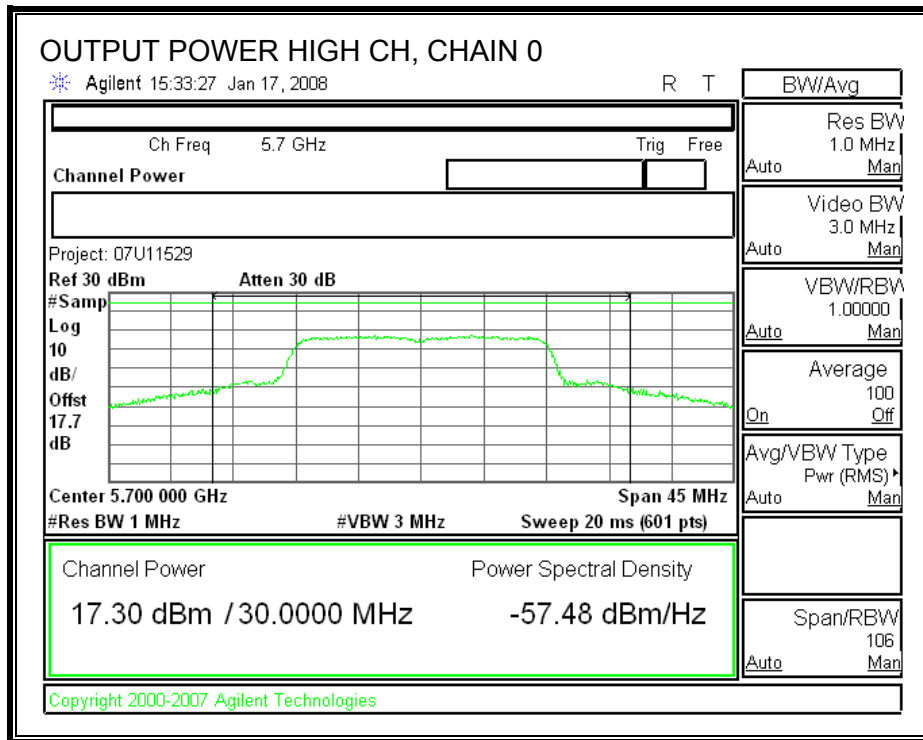 OUTPUT POWER HIGH CH, CHAIN 0
Agilent 15:33:27 Jan 17, 2008 R T
BW/Avg
Ch Freq 5.7 GHz Trig Free
Channel Power
Project: 07U11529
Ref 30 dBm Atten 30 dB
#Samp
Log
10
dB/
Offst
17.7
dB
Center 5.700 000 GHz Span 45 MHz
#Res BW 1 MHz #VBW 3 MHz Sweep 20 ms (601 pts)
Channel Power Power Spectral Density
17.30 dBm / 30.0000 MHz -57.48 dBm/Hz
Copyright 2000-2007 Agilent Technologies
Res BW
1.0 MHz
Auto Man
Video BW
3.0 MHz
Auto Man
VBW/RBW
1.00000
Auto Man
Average
100
On Off
Avg/VBW Type
Pwr (RMS)
Auto Man
Span/RBW
106
Auto Man